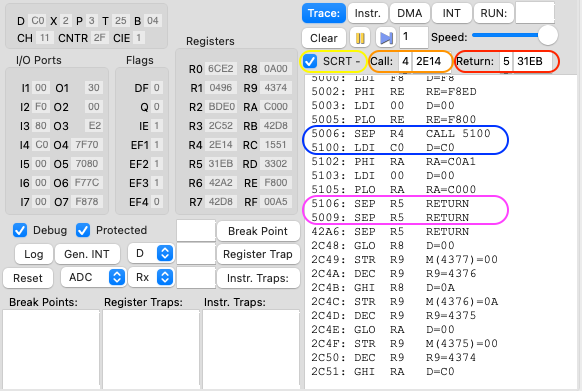 D C0 X 2 P 3 T 25 B 04
CH 11 CNTR 2F CIE 1
I/O Ports
I1 00 O1 30
I2 F0 O2 00
I3 80 O3 E2
I4 C0 O4 7F70
I5 00 O5 7080
I6 00 O6 F77C
I7 00 O7 F878
Flags
DF 0
Q 0
IE 1
EF1 1
EF2 1
EF3 1
EF4 0
Registers
R0 6CE2 R8 0A00
R1 0496 R9 4374
R2 BDE0 RA C000
R3 2C52 RB 42D8
R4 2E14 RC 1551
R5 31EB RD 3302
R6 42A2 RE F800
R7 42D8 RF 00A5
Debug Protected
Log Gen. INT D
Reset ADC Rx
Break Point
Register Trap
Instr. Traps:
Break Points: Register Traps: Instr. Traps:
Trace: Instr. DMA INT RUN:
Clear 1 Speed:
SCRT - Call: 4 2E14 Return: 5 31EB
5000: LDI F8 D=F8
5002: PHI RE RE=F8ED
5003: LDI 00 D=00
5005: PLO RE RE=F800
5006: SEP R4 CALL 5100
5100: LDI C0 D=C0
5102: PHI RA RA=C0A1
5103: LDI 00 D=00
5105: PLO RA RA=C000
5106: SEP R5 RETURN
5009: SEP R5 RETURN
42A6: SEP R5 RETURN
2C48: GLO R8 D=00
2C49: STR R9 M(4377)=00
2C4A: DEC R9 R9=4376
2C4B: GHI R8 D=0A
2C4C: STR R9 M(4376)=0A
2C4D: DEC R9 R9=4375
2C4E: GLO RA D=00
2C4F: STR R9 M(4375)=00
2C50: DEC R9 R9=4374
2C51: GHI RA D=C0